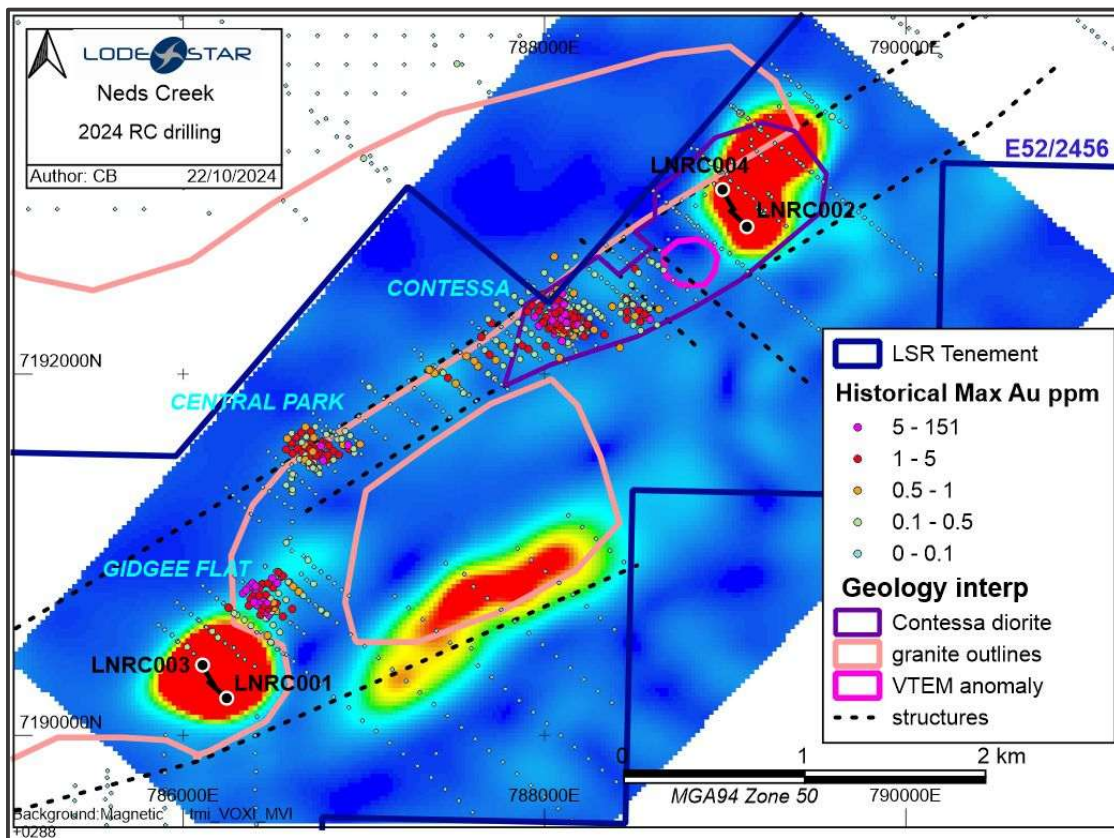 LODESTAR
Neds Creek
2024 RC drilling
Author: CB 22/10/2024
788000E
790000E
E52/2456
LNRC004
LNRC002
CONTESSA
7192000N
CENTRAL PARK
GIDGEE FLAT
LNRC003
LNRC001
7190000N
LSR Tenement
Historical Max Au ppm
5 - 151
1 - 5
0.5 - 1
0.1 - 0.5
0 - 0.1
Geology interp
Contessa diorite
granite outlines
VTEM anomaly
structures
0 1 2 km
MGA94 Zone 50
786000E
788000E
790000E
Background:Magnetic tmi_VOXI_MVI
+0288